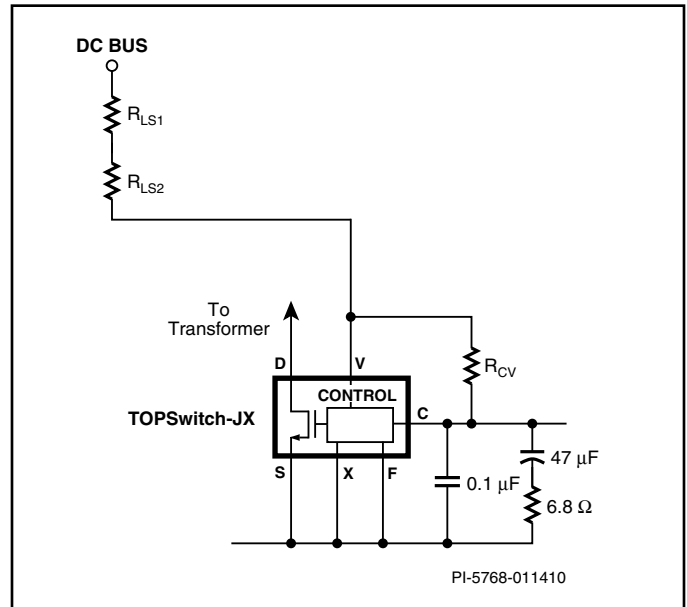 DC BUS
RLS1
RLS2
To
Transformer
D
V
RCV
CONTROL
C
TOPSwitch-JX
47 μF
S
X
F
0.1 μF
6.8 Ω
PI-5768-011410